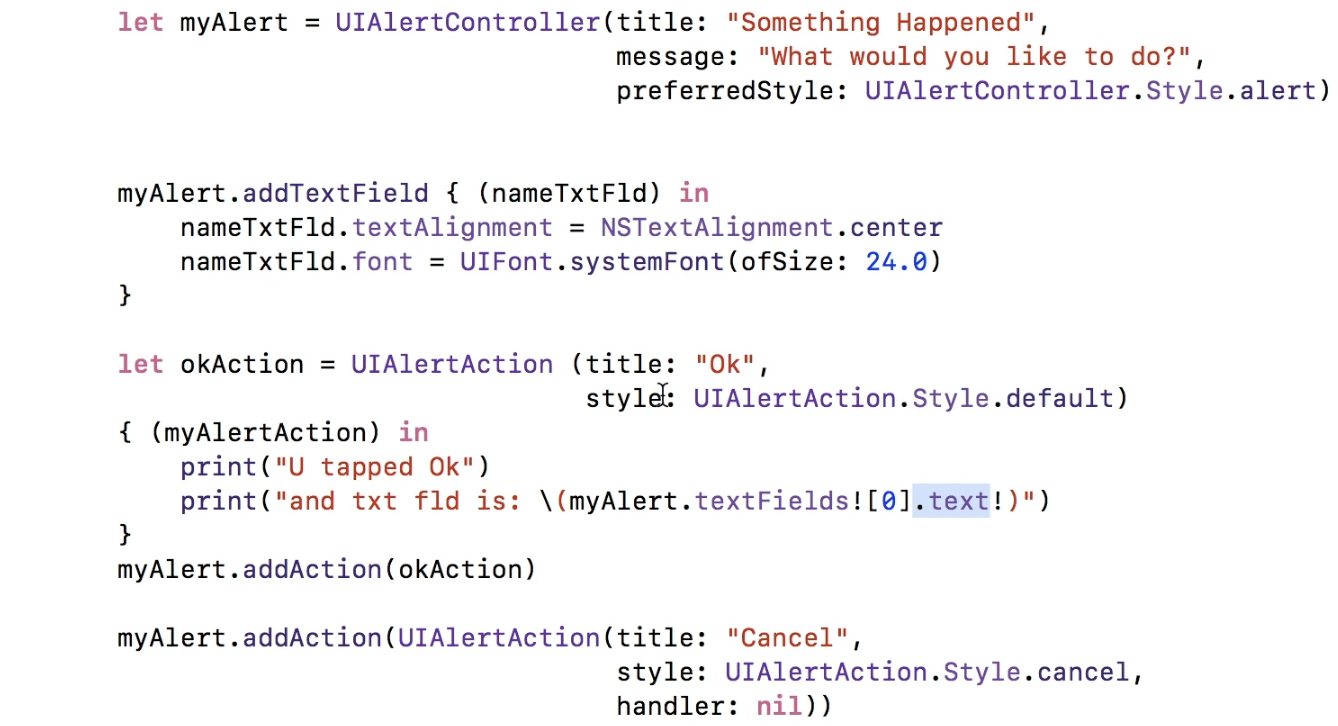 let myAlert = UIAlertController(title: "Something Happened",
message: "What would you like to do?",
preferredStyle: UIAlertController.Style.alert)
myAlert.addTextField { (nameTxtFld) in
nameTxtFld.textAlignment = NSTextAlignment.center
nameTxtFld.font = UIFont.systemFont(ofSize: 24.0)
}
let okAction = UIAlertAction (title: "Ok",
style: UIAlertAction.Style.default)
{ (myAlertAction) in
print("U tapped Ok")
print("and txt fld is: \(myAlert.textFields![0].text!)")
}
myAlert.addAction(okAction)
myAlert.addAction(UIAlertAction(title: "Cancel",
style: UIAlertAction.Style.cancel,
handler: nil))